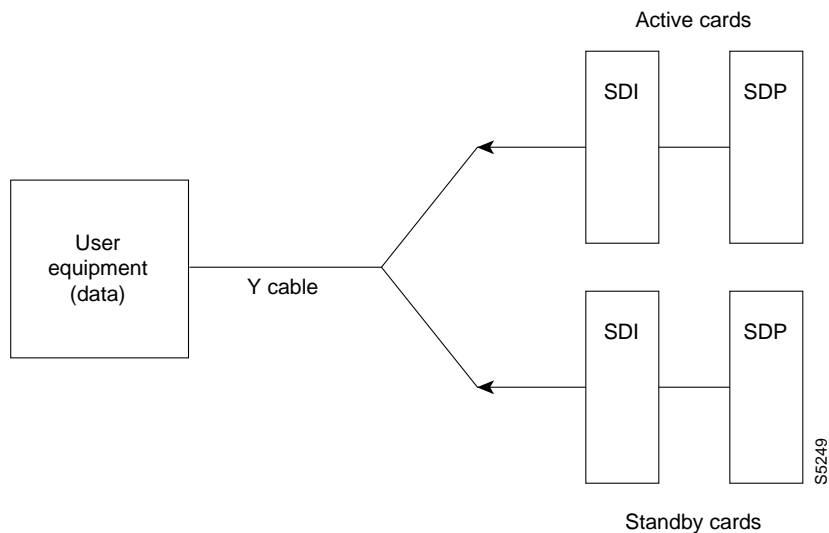 Active cards
SDI
SDP
User
equipment
(data)
Y cable
SDI
SDP
S5249
Standby cards